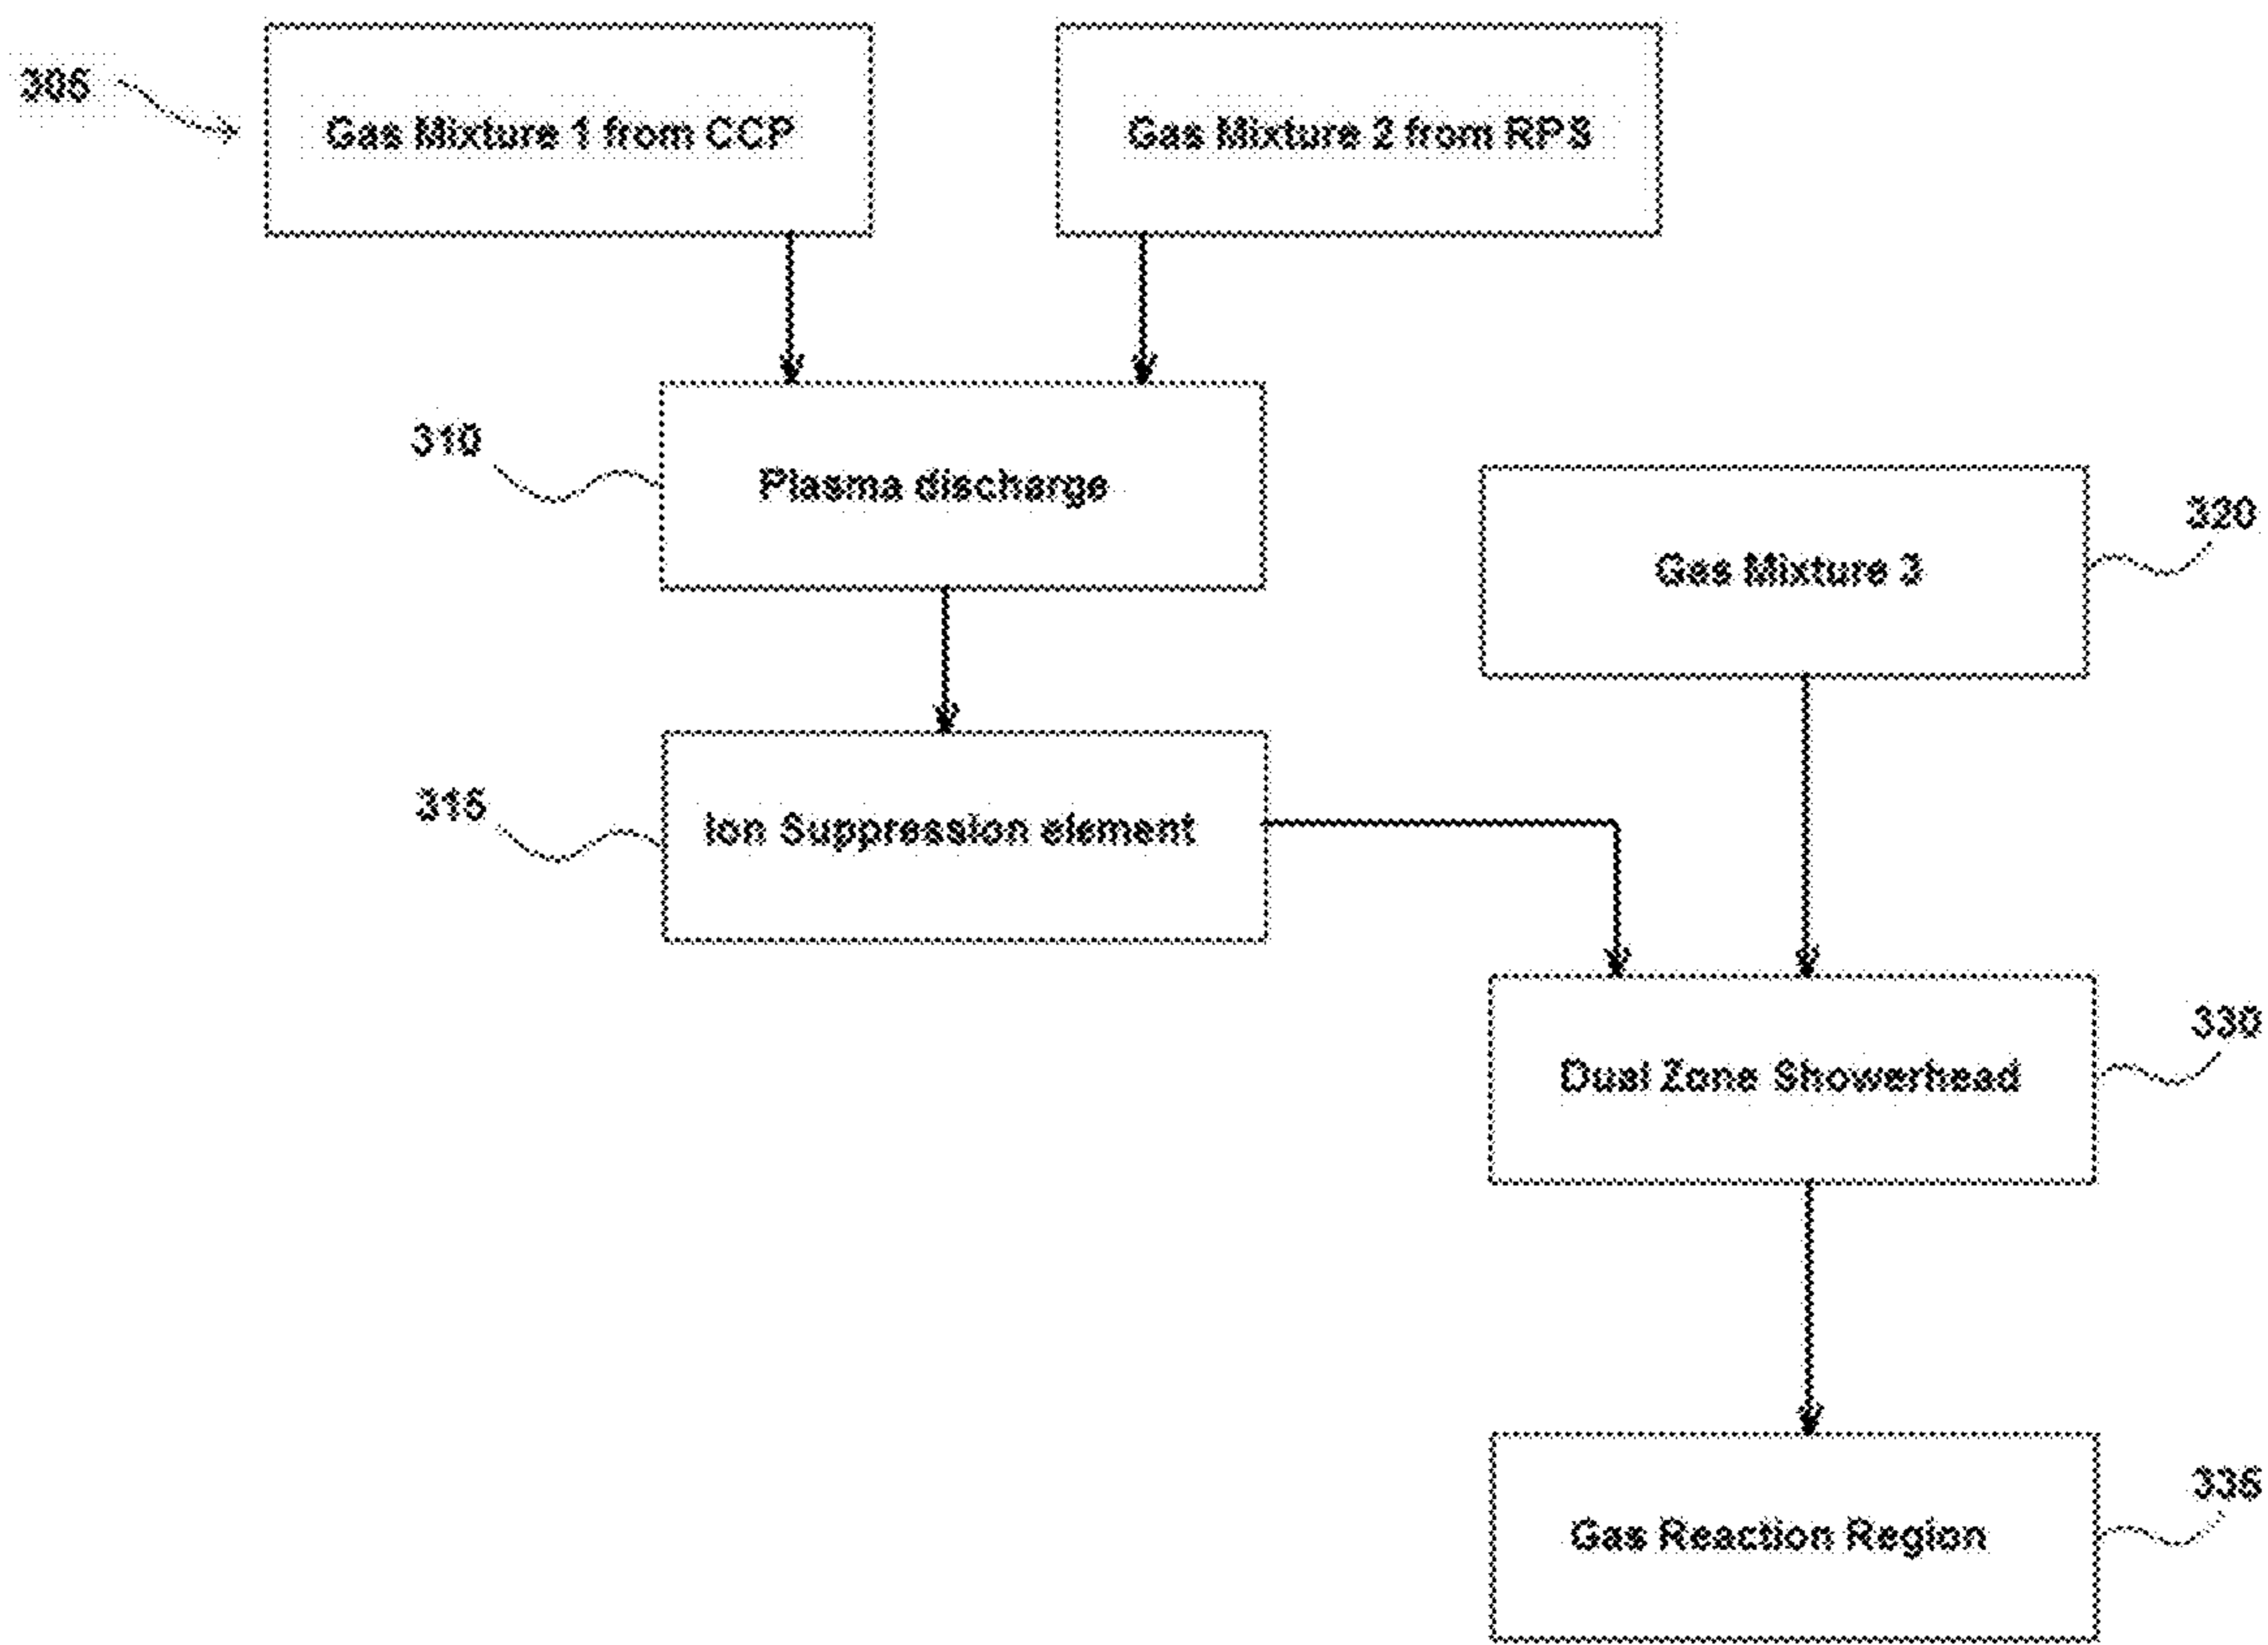 305
Gas Mixture 1 from CCP
Gas Mixture 2 from RPS
310
Plasma discharge
Gas Mixture 3
320
315
Ion Suppression element
330
Dual Zone Showerhead
335
Gas Reaction Region